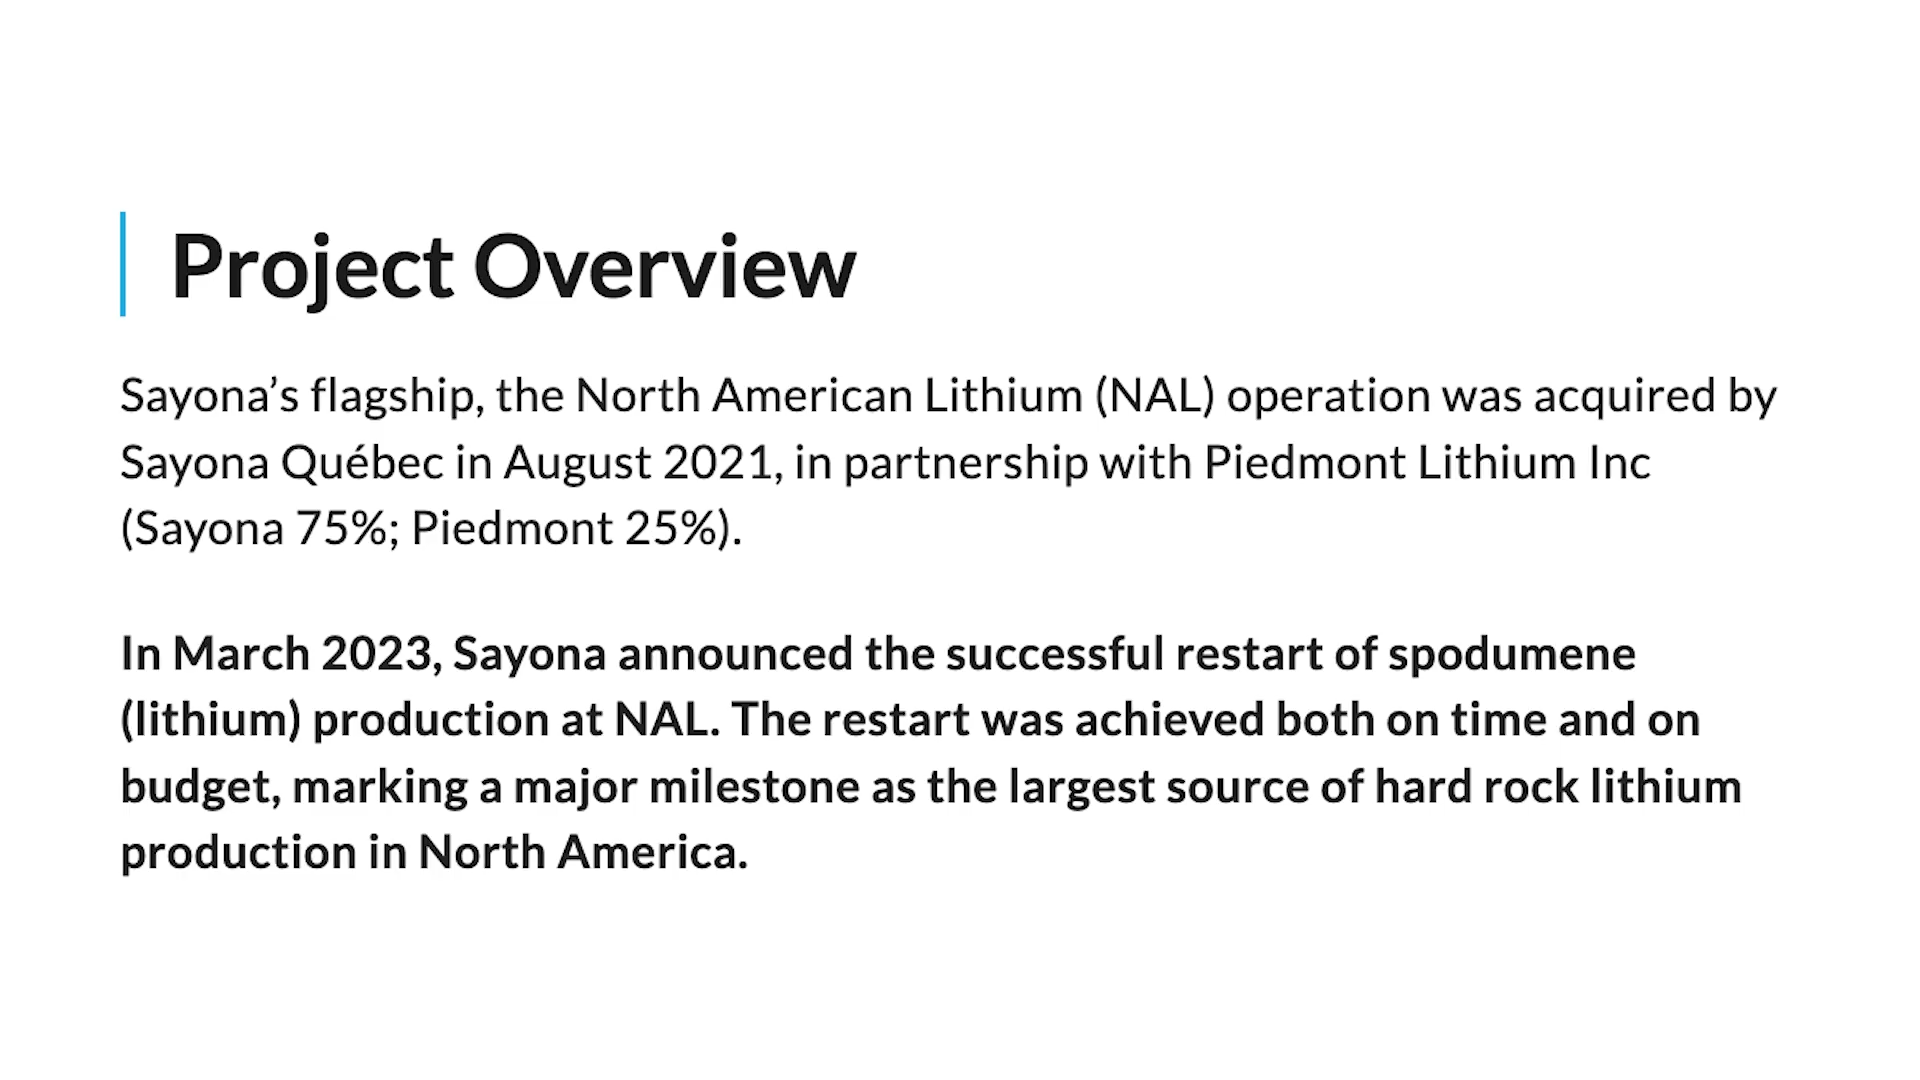 Project Overview
Sayona’s flagship, the North American Lithium (NAL) operation was acquired by
Sayona Québec in August 2021, in partnership with Piedmont Lithium Inc
(Sayona 75%; Piedmont 25%).
In March 2023, Sayona announced the successful restart of spodumene
(lithium) production at NAL. The restart was achieved both on time and on
budget, marking a major milestone as the largest source of hard rock lithium
production in North America.